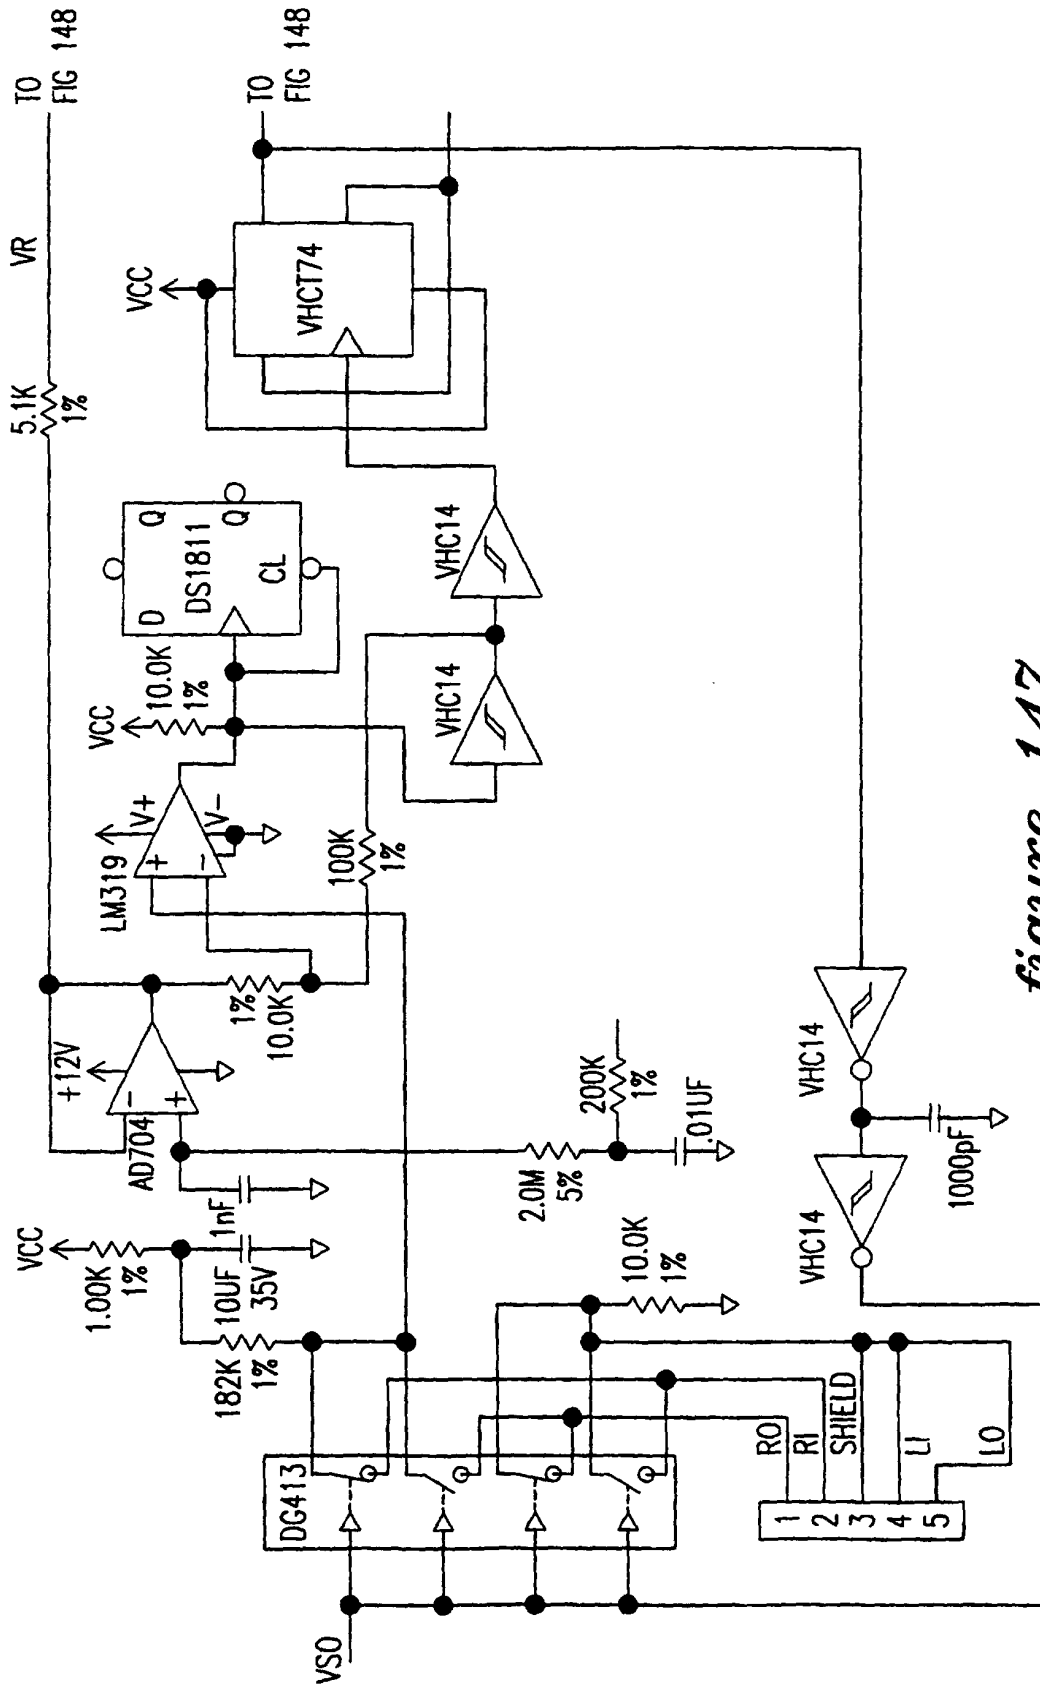 TO
FIG 148
VR
5.1K
1%
TO
FIG 148
VCC
VHCT74
D
Q
DS1811
Q
CL
VCC
10.0K
1%
VHC14
VHC14
LM319
V+
V-
+
-
100K
1%
1%
10.0K
+12V
-
+
AD704
1nF
VCC
1.00K
1%
10UF
35V
182K
1%
2.0M
5%
200K
1%
.01UF
10.0K
1%
VHC14
VHC14
1000pF
DG413
VSO
RO
RI
SHIELD
LI
LO
1
2
3
4
5
figure 147